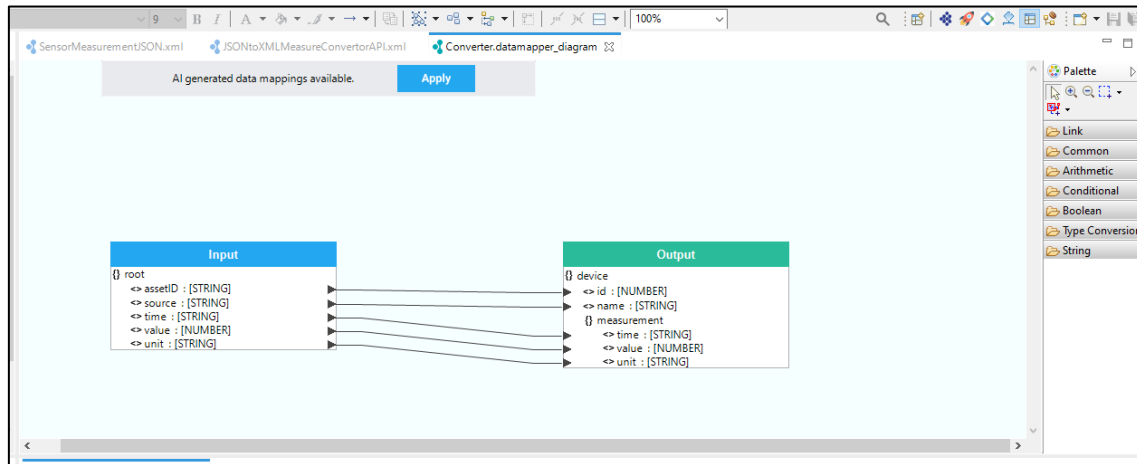 9 B I A 100%
SensorMeasurementJSON.xml JSONtoXMLMeasureConvertorAPI.xml Converter.datamapper_diagram
AI generated data mappings available. Apply
Palette
Link
Common
Arithmetic
Conditional
Boolean
Type Conversion
String
Input
{} root
<> assetID : [STRING]
<> source : [STRING]
<> time : [STRING]
<> value : [NUMBER]
<> unit : [STRING]
Output
{} device
<> id : [NUMBER]
<> name : [STRING]
{} measurement
<> time : [STRING]
<> value : [NUMBER]
<> unit : [STRING]